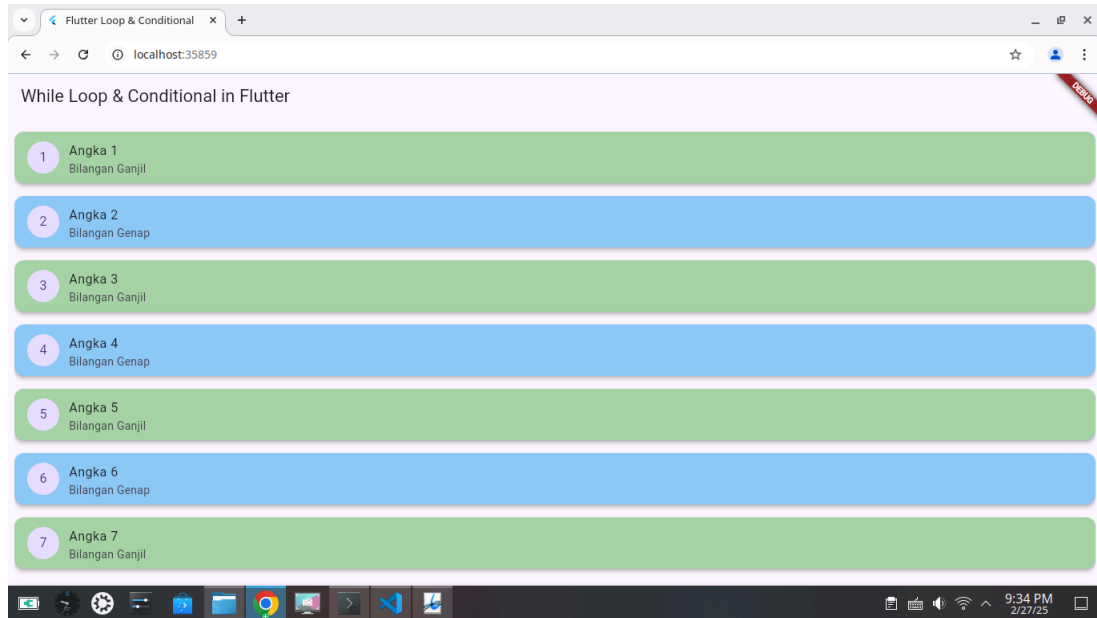 Flutter Loop & Conditional
localhost:35859
While Loop & Conditional in Flutter
DEBUG
1
Angka 1
Bilangan Ganjil
2
Angka 2
Bilangan Genap
3
Angka 3
Bilangan Ganjil
4
Angka 4
Bilangan Genap
5
Angka 5
Bilangan Ganjil
6
Angka 6
Bilangan Genap
7
Angka 7
Bilangan Ganjil
9:34 PM
2/27/25